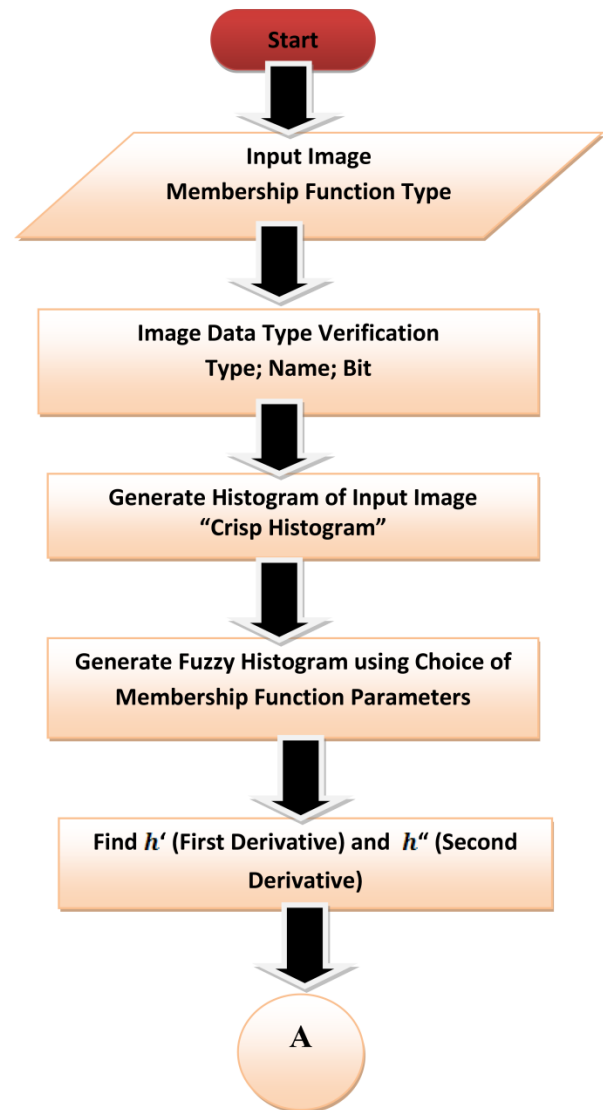 Start
Input Image
Membership Function Type
Image Data Type Verification
Type; Name; Bit
Generate Histogram of Input Image
“Crisp Histogram”
Generate Fuzzy Histogram using Choice of
Membership Function Parameters
Find h‘ (First Derivative) and h“ (Second
Derivative)
A